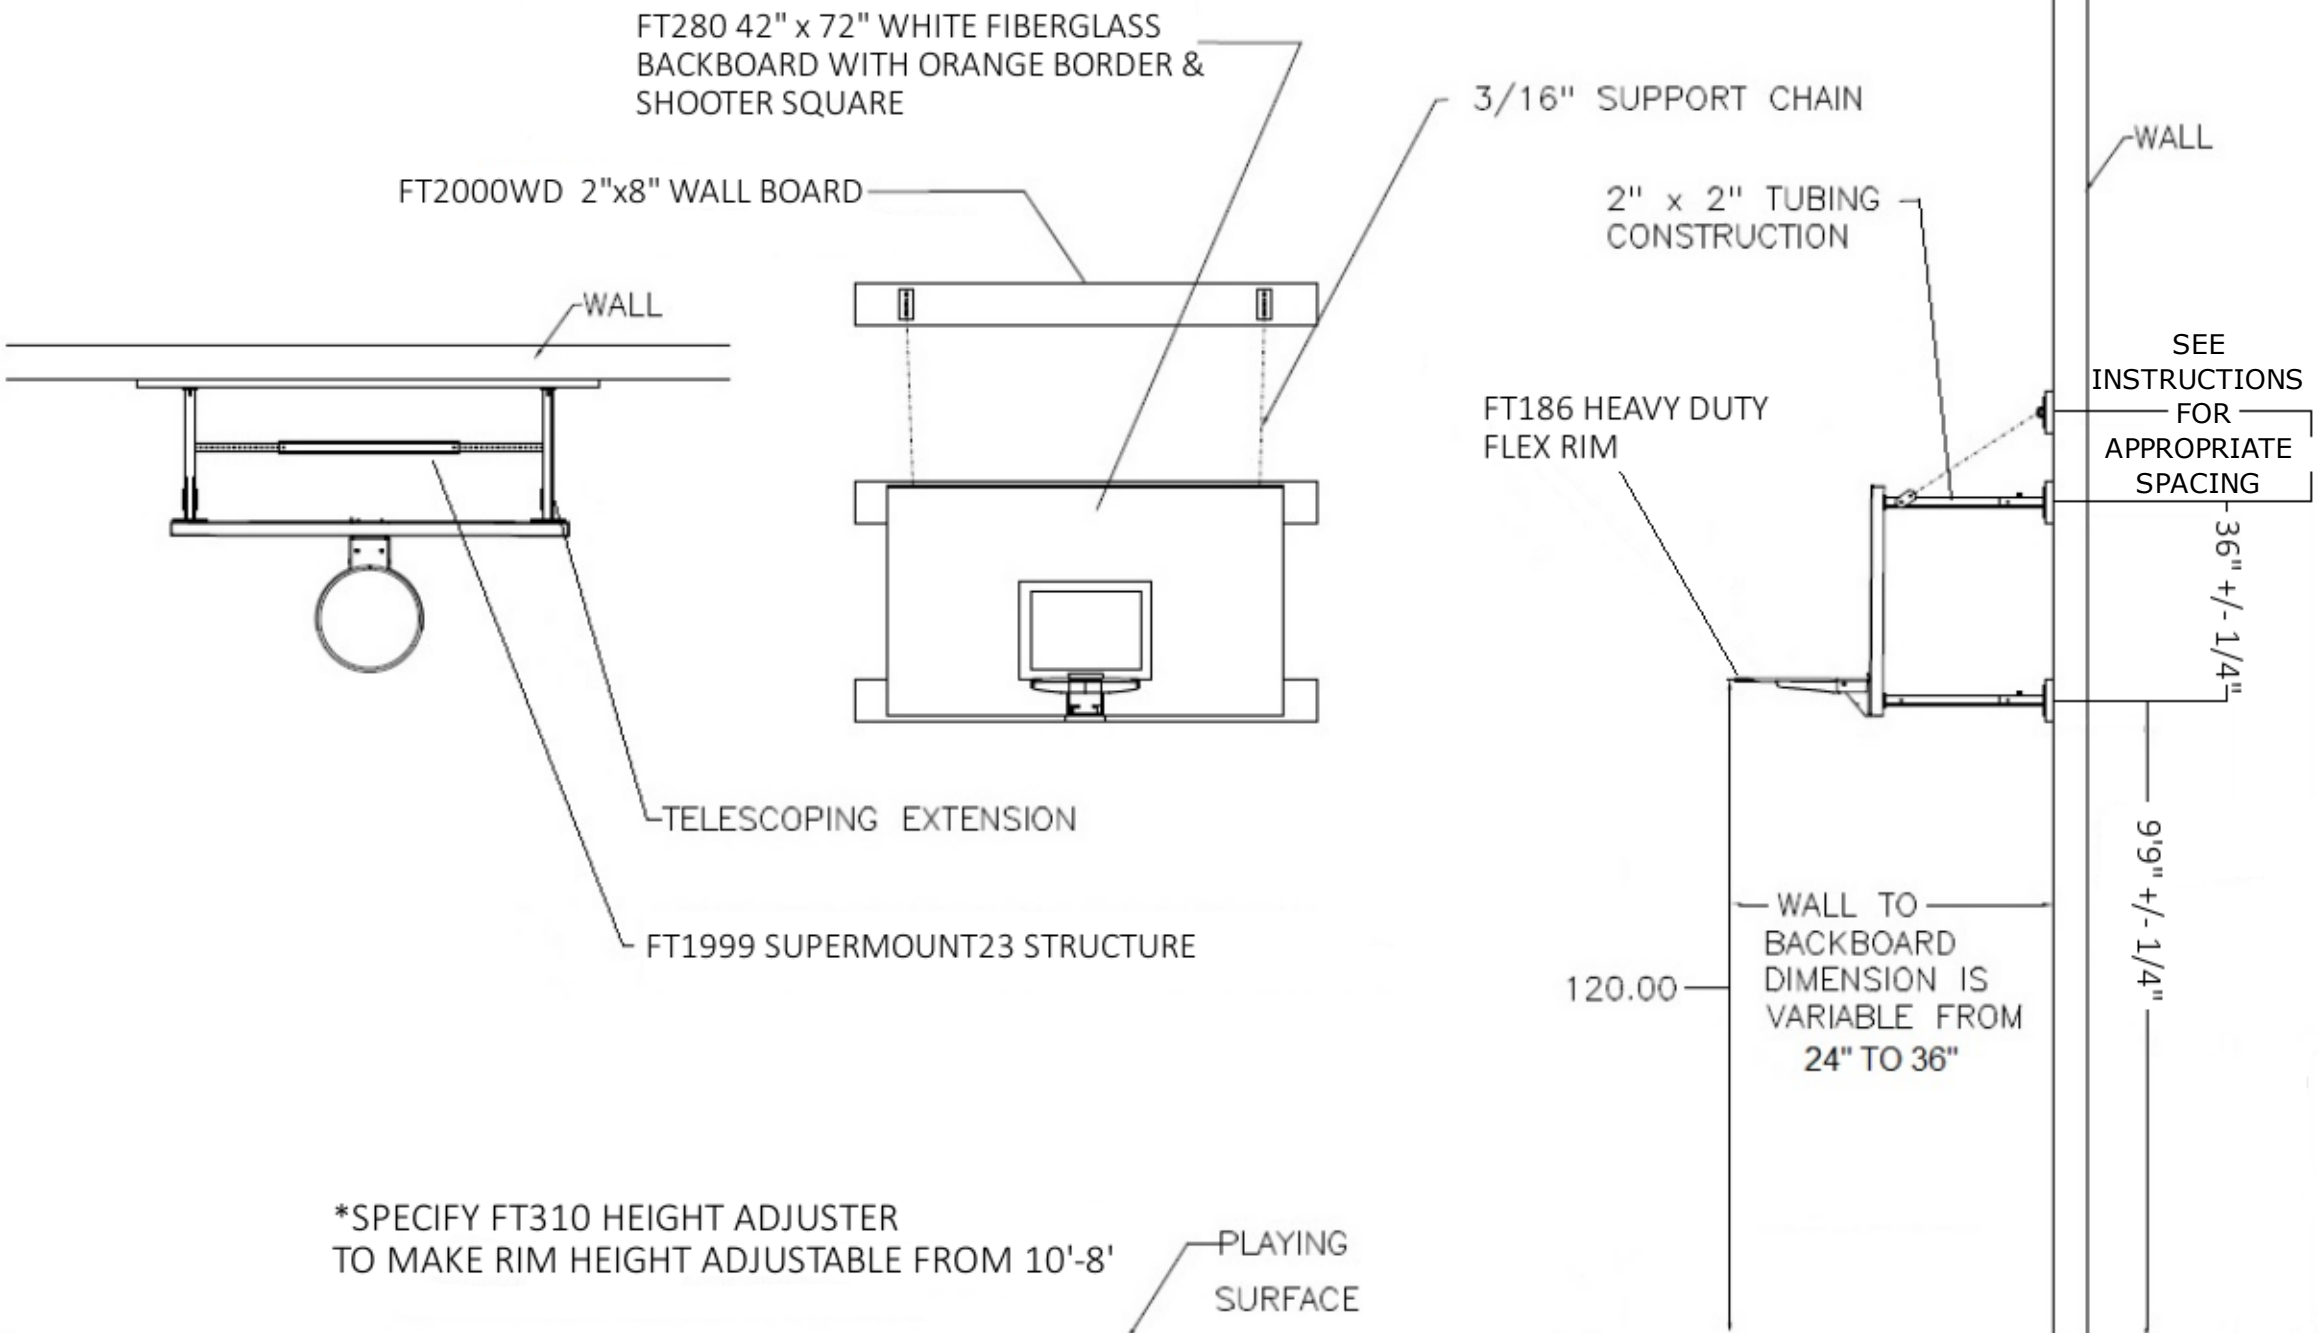 FT280 42" x 72" WHITE FIBERGLASS
BACKBOARD WITH ORANGE BORDER &
SHOOTER SQUARE
3/16" SUPPORT CHAIN
WALL
FT2000WD 2"x8" WALL BOARD
2" x 2" TUBING
CONSTRUCTION
WALL
SEE
INSTRUCTIONS
FOR
APPROPRIATE
SPACING
FT186 HEAVY DUTY
FLEX RIM
36" +/- 1/4"
TELESCOPING EXTENSION
9'9" +/- 1/4"
FT1999 SUPERMOUNT23 STRUCTURE
WALL TO
BACKBOARD
DIMENSION IS
VARIABLE FROM
24" TO 36"
120.00
*SPECIFY FT310 HEIGHT ADJUSTER
TO MAKE RIM HEIGHT ADJUSTABLE FROM 10'-8'
PLAYING
SURFACE